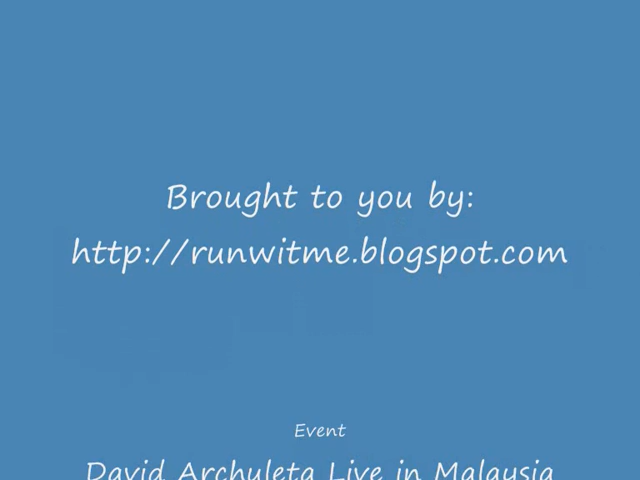 Brought to you by:
http://runwitme.blogspot.com
Event
David Archuleta Live in Malaysia